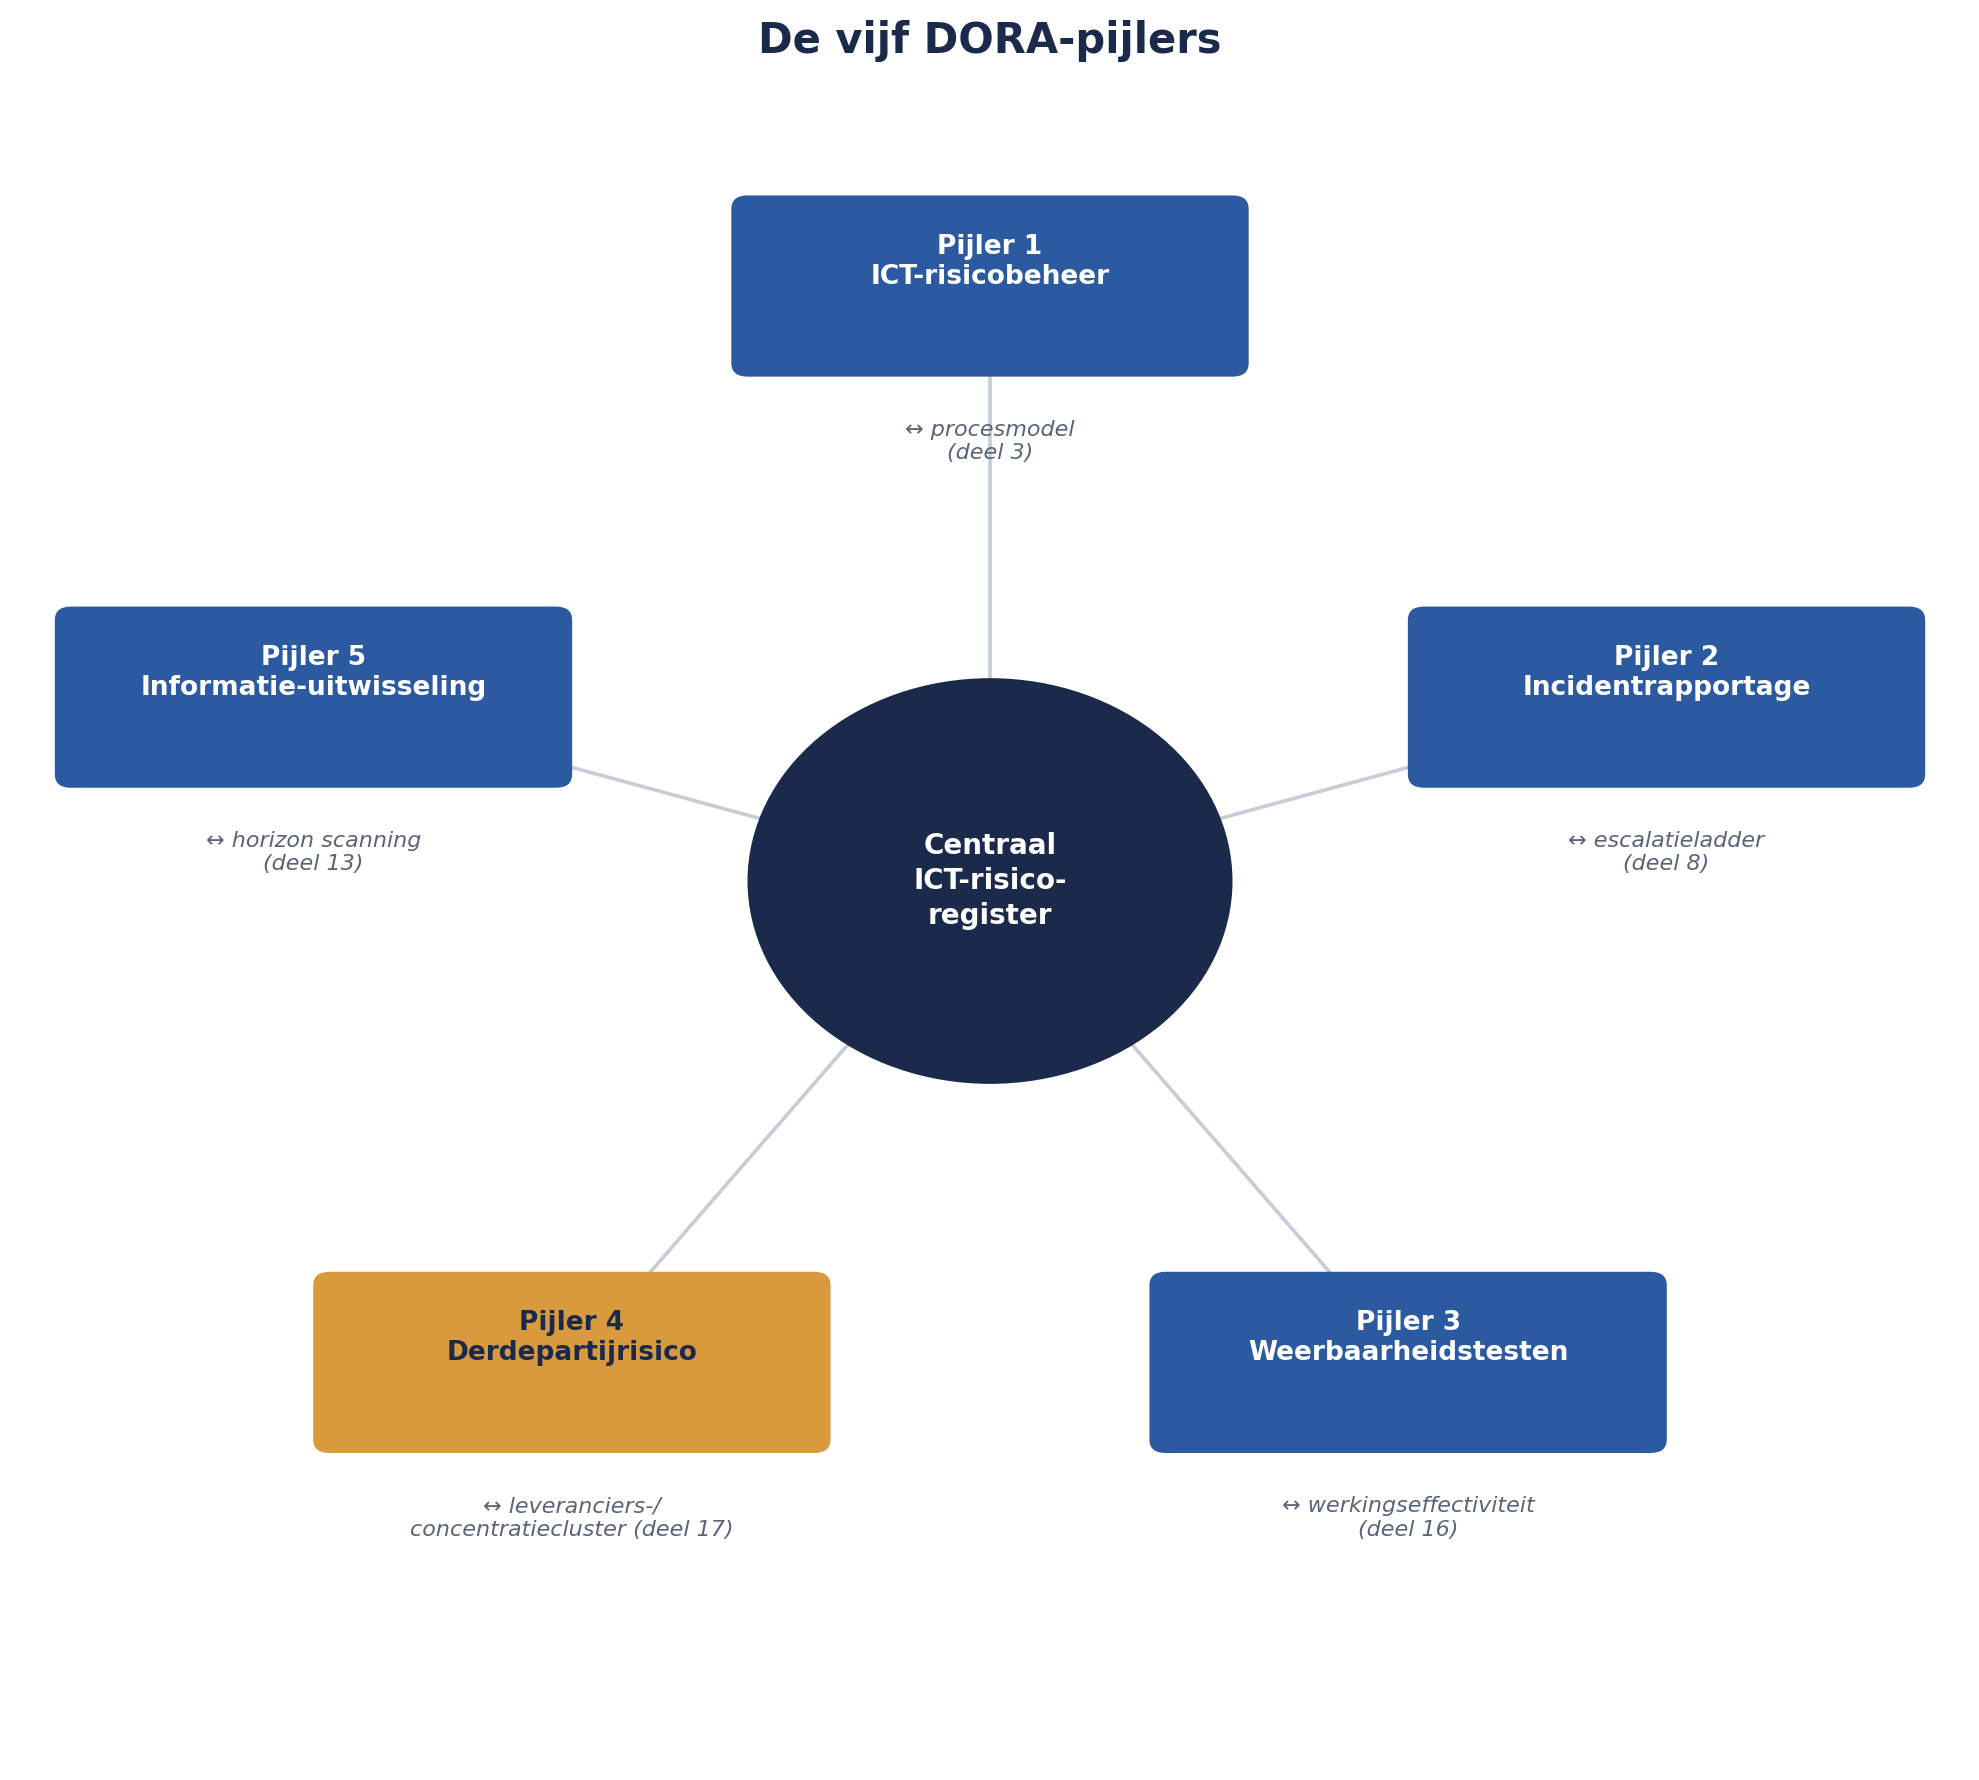 De vijf DORA-pijlers
Pijler 1
ICT-risicobeheer
↔ procesmodel
(deel 3)
Pijler 5
Informatie-uitwisseling
↔ horizon scanning
(deel 13)
Pijler 2
Incidentrapportage
↔ escalatieladder
(deel 8)
Centraal
ICT-risico-
register
Pijler 4
Derdepartijrisico
↔ leveranciers-/
concentratiecluster (deel 17)
Pijler 3
Weerbaarheidstesten
↔ werkingseffectiviteit
(deel 16)